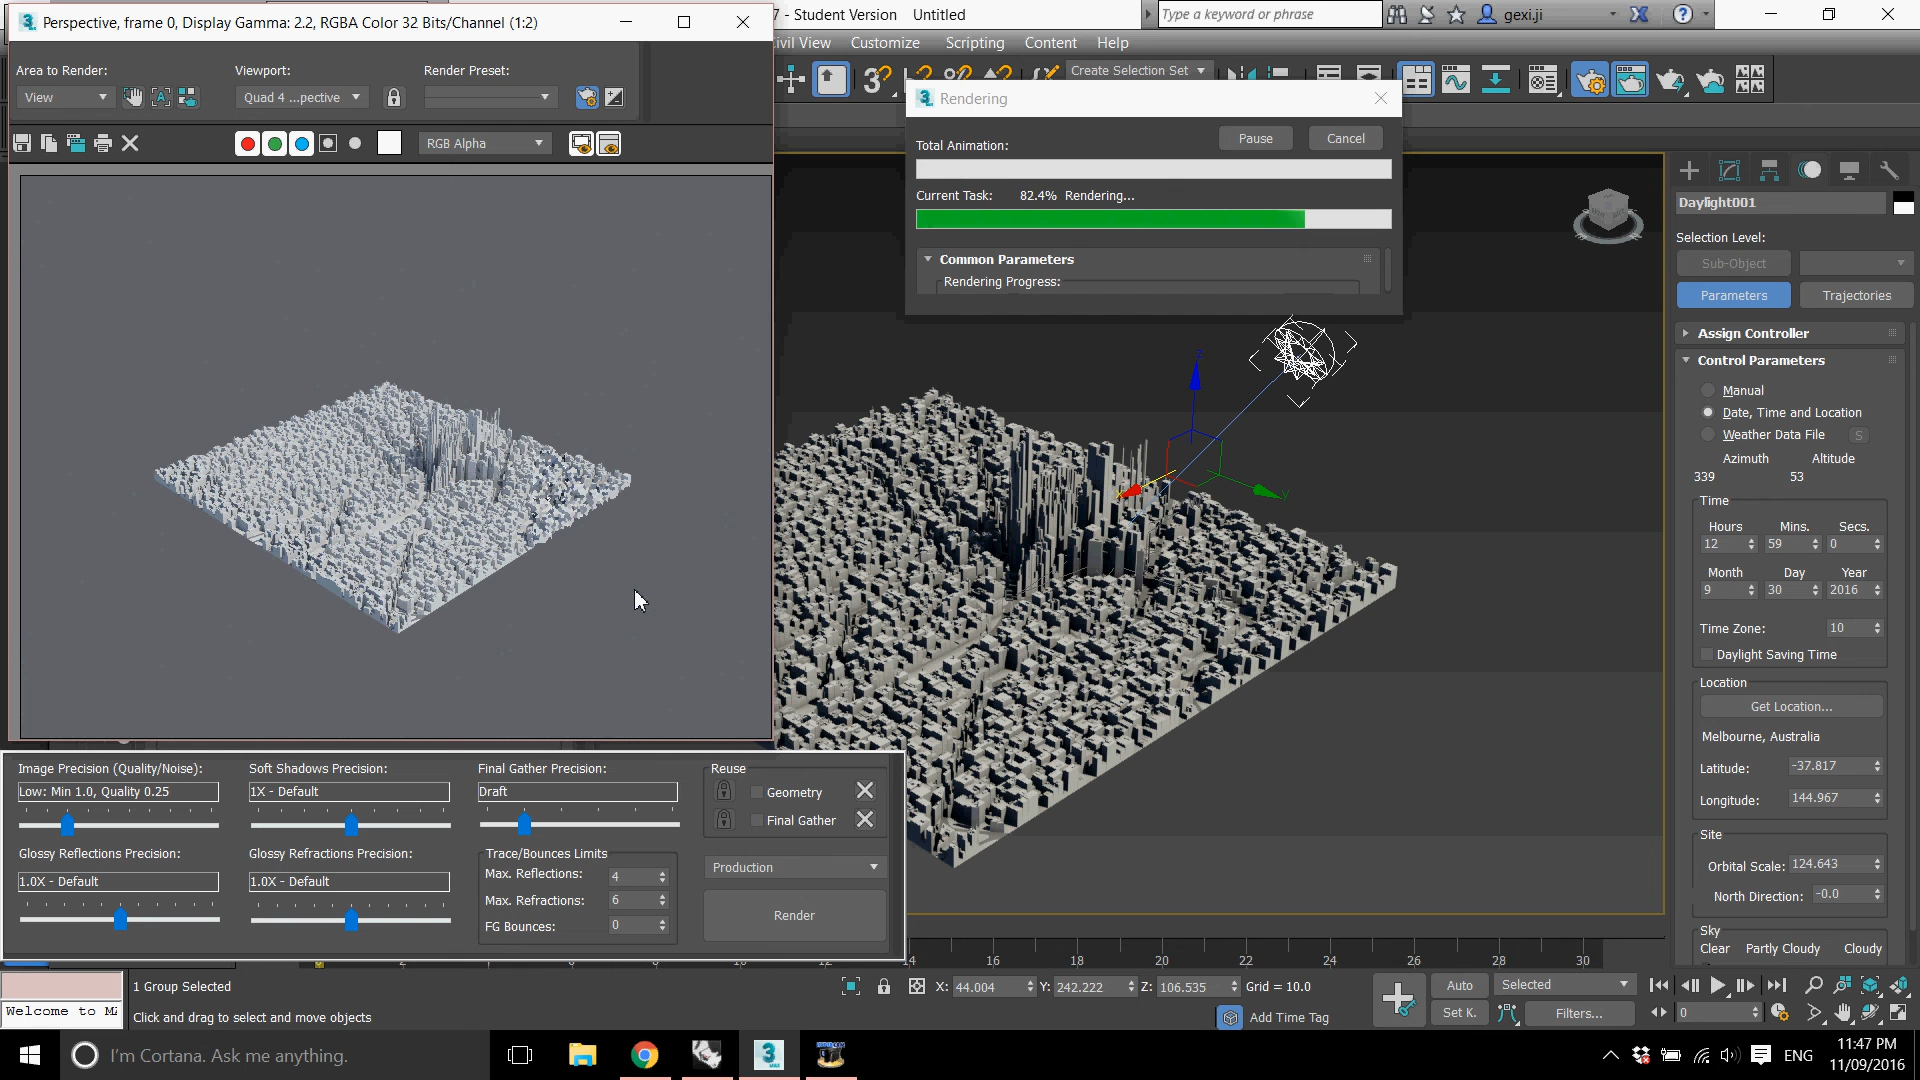 Perspective, frame 0, Display Gamma: 2.2, RGBA Color 32 Bits/Channel (1:2)
7 - Student Version    Untitled
Type a keyword or phrase
gexi.ji
ivil View    Customize    Scripting    Content    Help
Area to Render:
Viewport:
Render Preset:
View
Quad 4 ...pective
RGB Alpha
3
Create Selection Set
Rendering
Total Animation:
Pause
Cancel
Current Task:    82.4%    Rendering...
Common Parameters
Rendering Progress:
Daylight001
Selection Level:
Sub-Object
Parameters
Trajectories
Assign Controller
Control Parameters
Manual
Date, Time and Location
Weather Data File    S
Azimuth    Altitude
339    53
Time
Hours    Mins.    Secs.
12    59    0
Month    Day    Year
9    30    2016
Time Zone:    10
Daylight Saving Time
Location
Get Location...
Melbourne, Australia
Latitude:    -37.817
Longitude:    144.967
Site
Orbital Scale:    124.643
North Direction:    -0.0
Sky
Clear    Partly Cloudy    Cloudy
z
y
Image Precision (Quality/Noise):
Low: Min 1.0, Quality 0.25
Soft Shadows Precision:
1X - Default
Final Gather Precision:
Draft
Reuse
Geometry
Final Gather
Glossy Reflections Precision:
1.0X - Default
Glossy Refractions Precision:
1.0X - Default
Trace/Bounces Limits
Max. Reflections:    4
Max. Refractions:    6
FG Bounces:    0
Production
Render
14    16    18    20    22    24    26    28    30
1 Group Selected
X: 44.004    Y: 242.222    Z: 106.535    Grid = 10.0
Auto    Selected
Welcome to MA
Click and drag to select and move objects
Add Time Tag
Set K.    Filters...    0
I'm Cortana. Ask me anything.
3
MAX
ENG
11:47 PM
11/09/2016